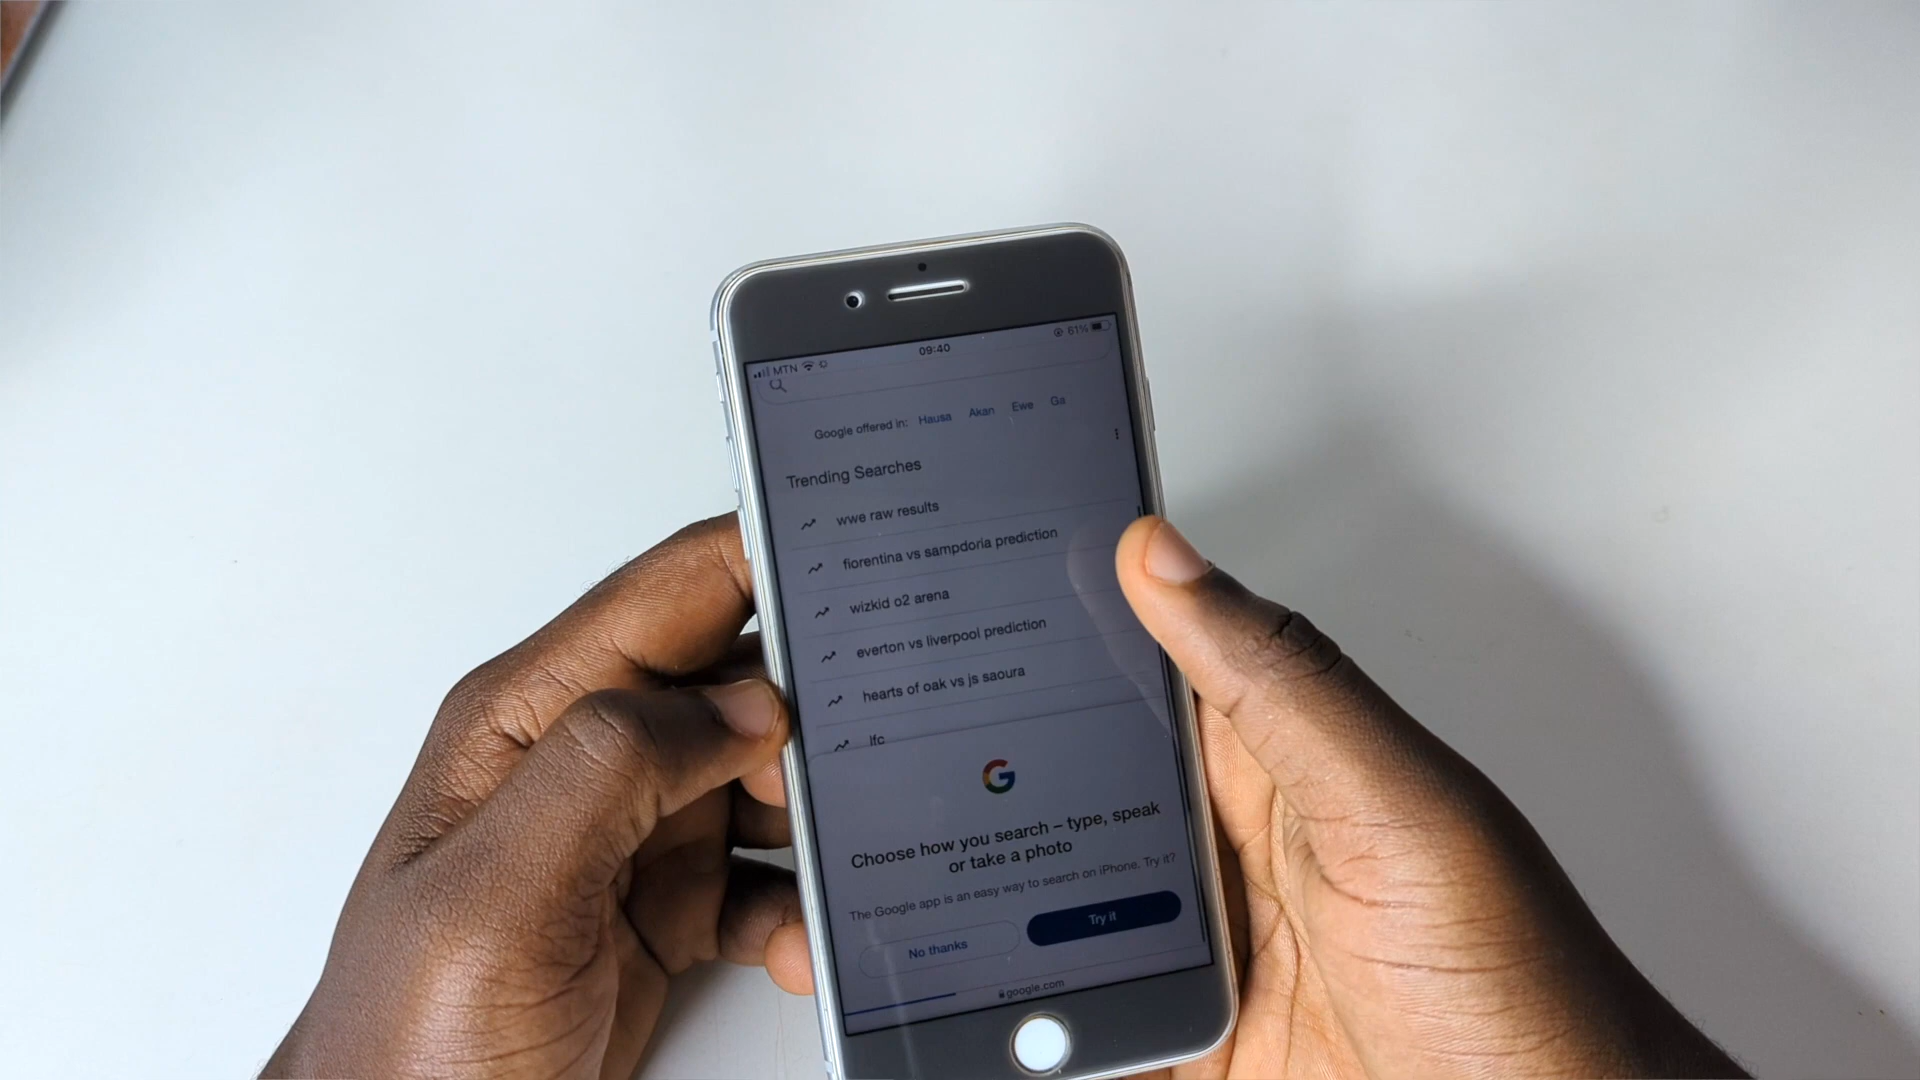 MTN
09:40
61%
Google offered in: Hausa Akan Ewe Ga
Trending Searches
wwe raw results
fiorentina vs sampdoria prediction
wizkid o2 arena
everton vs liverpool prediction
hearts of oak vs js saoura
lfc
G
Choose how you search – type, speak
or take a photo
The Google app is an easy way to search on iPhone. Try it?
No thanks
Try it
google.com